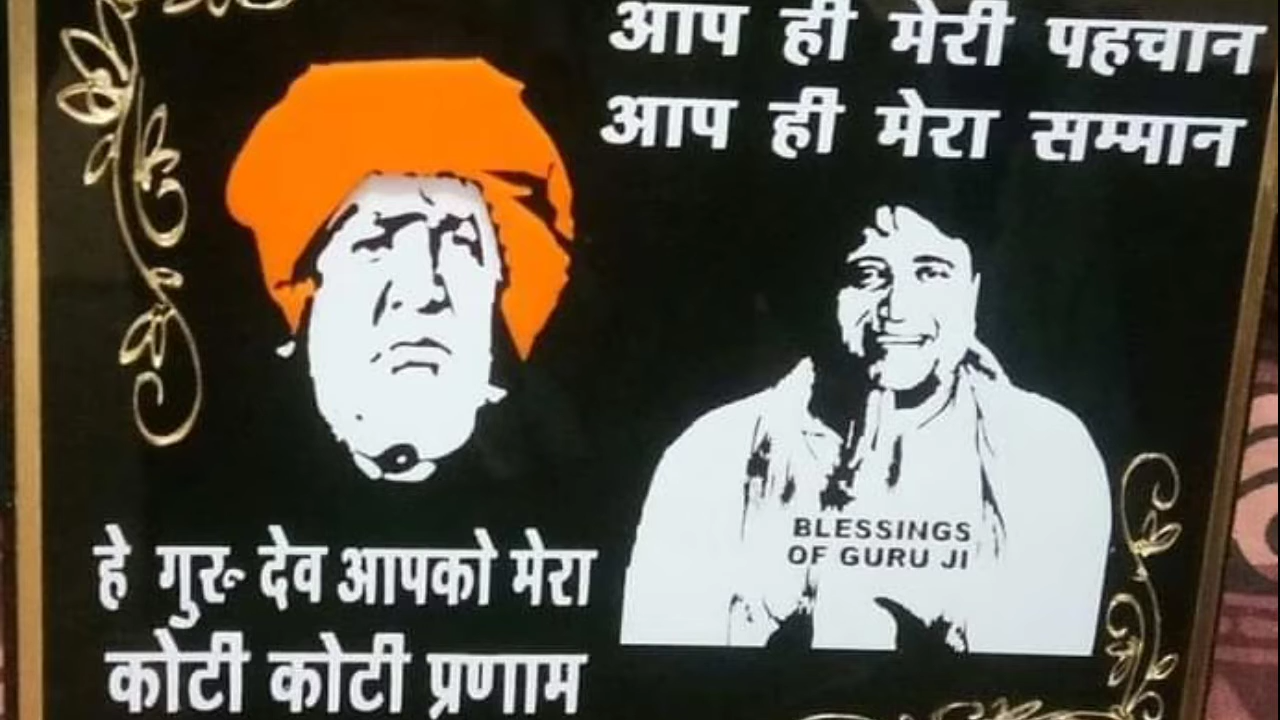 आप ही मेरी पहचान
आप ही मेरा सम्मान
BLESSINGS
OF GURU JI
हे गुरू देव आपको मेरा
कोटी कोटी प्रणाम